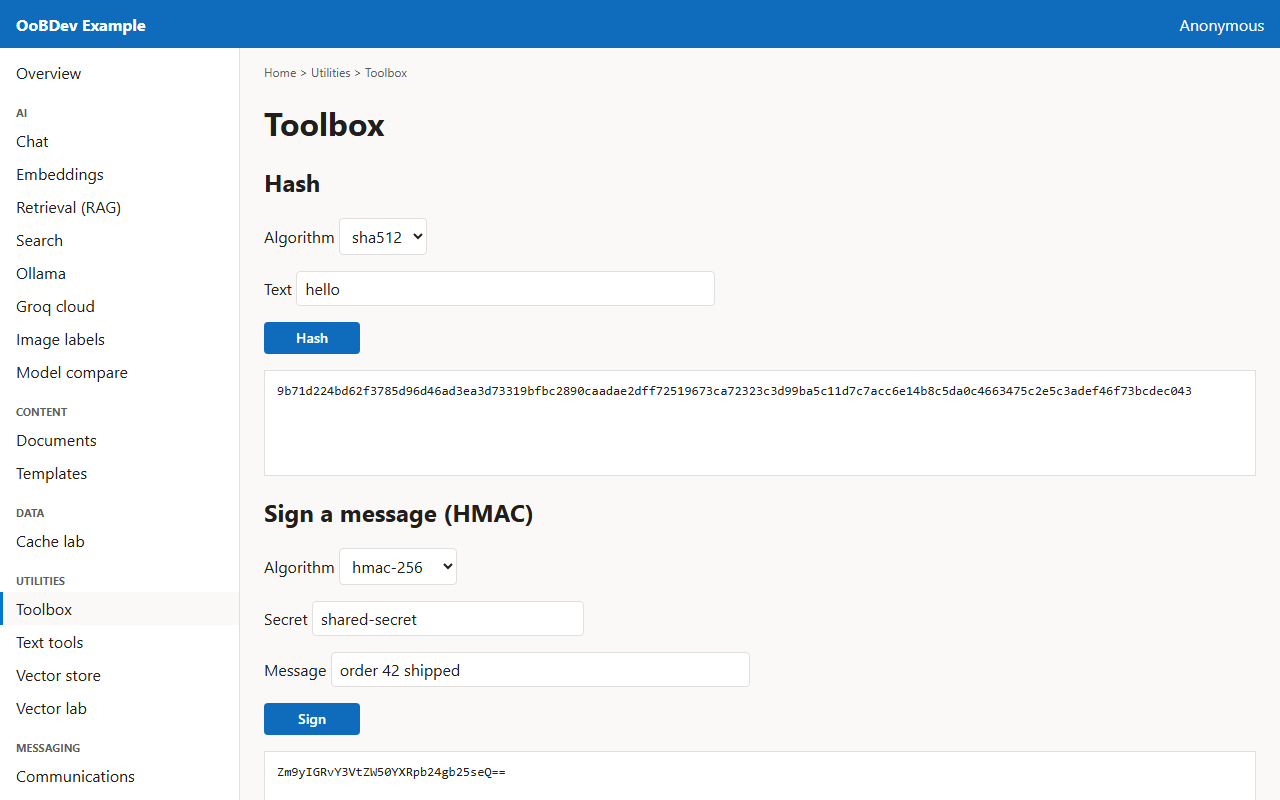 OoBDev Example
Anonymous
Overview
AI
Chat
Embeddings
Retrieval (RAG)
Search
Ollama
Groq cloud
Image labels
Model compare
CONTENT
Documents
Templates
DATA
Cache lab
UTILITIES
Toolbox
Text tools
Vector store
Vector lab
MESSAGING
Communications
Home > Utilities > Toolbox
Toolbox
Hash
Algorithm sha512
Text hello
Hash
9b71d224bd62f3785d96d46ad3ea3d73319bfbc2890caadae2dff72519673ca72323c3d99ba5c11d7c7acc6e14b8c5da0c4663475c2e5c3adef46f73bcdec043
Sign a message (HMAC)
Algorithm hmac-256
Secret shared-secret
Message order 42 shipped
Sign
Zm9yIGRvY3VtZW50YXRpb24gb25seQ==